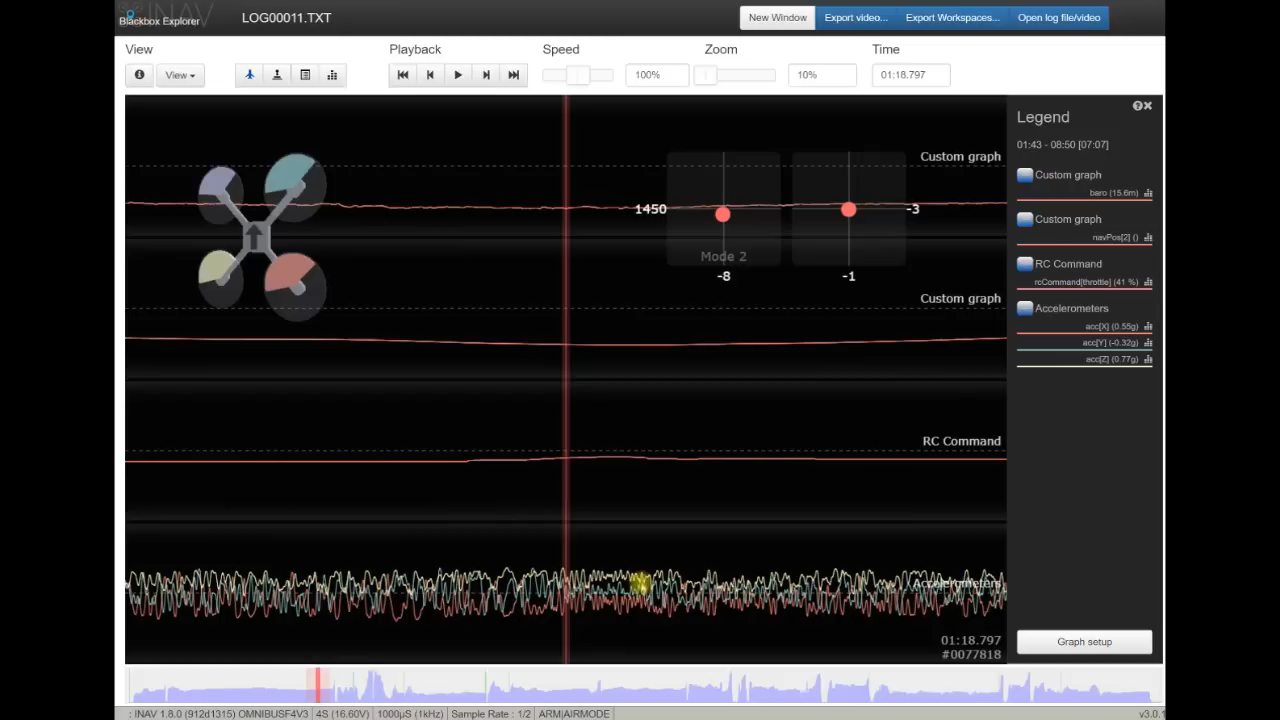 INAV
Blackbox Explorer
LOG00011.TXT
New Window
Export video...
Export Workspaces...
Open log file/video
View
Playback
Speed
Zoom
Time
View
100%
10%
01:18.797
Legend
01:43 - 08:50 [07:07]
Custom graph
baro (15.6m)
Custom graph
navPos[2] ()
RC Command
rcCommand[throttle] (41 %)
Accelerometers
acc[X] (0.55g)
acc[Y] (-0.32g)
acc[Z] (0.77g)
Custom graph
1450
-3
Mode 2
-8
-1
Custom graph
RC Command
Accelerometers
01:18.797
#0077818
Graph setup
: INAV 1.8.0 (912d1315) OMNIBUSF4V3
4S (16.60V)
1000µS (1kHz)
Sample Rate : 1/2
ARM|AIRMODE
v3.0.1